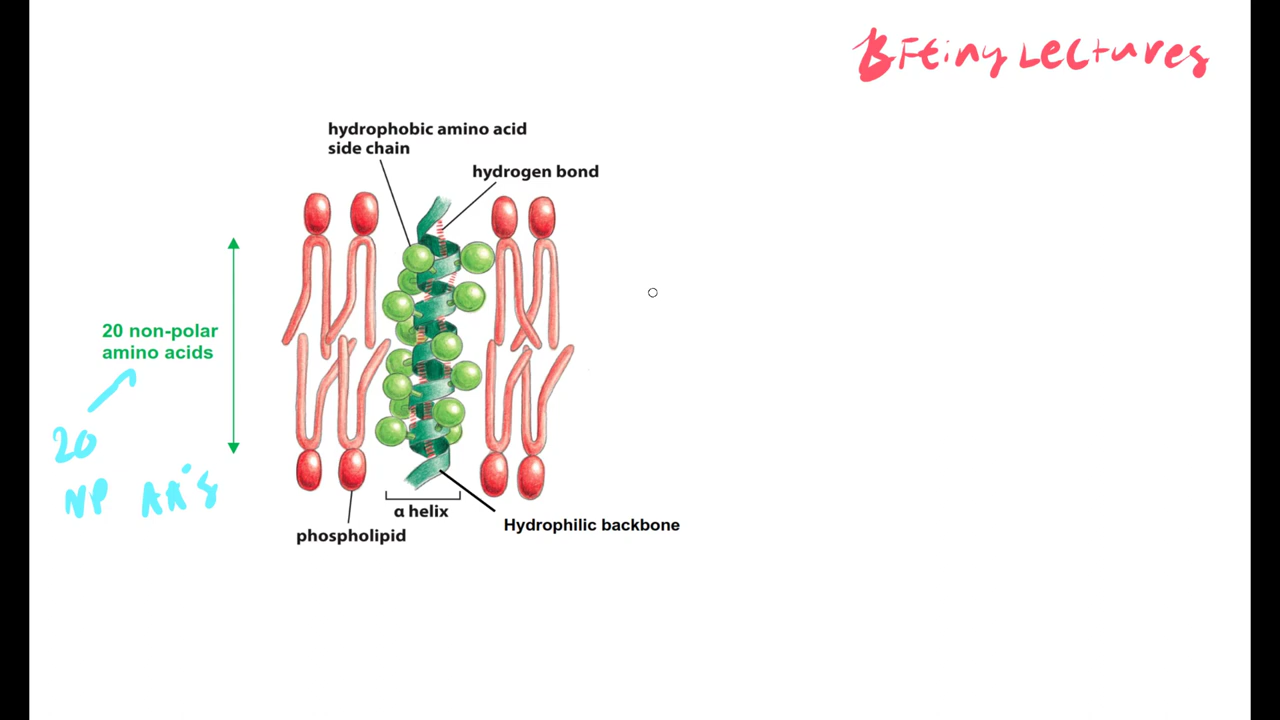 BFtiny Lectures
hydrophobic amino acid
side chain
hydrogen bond
20 non-polar
amino acids
20
NP AA's
α helix
Hydrophilic backbone
phospholipid